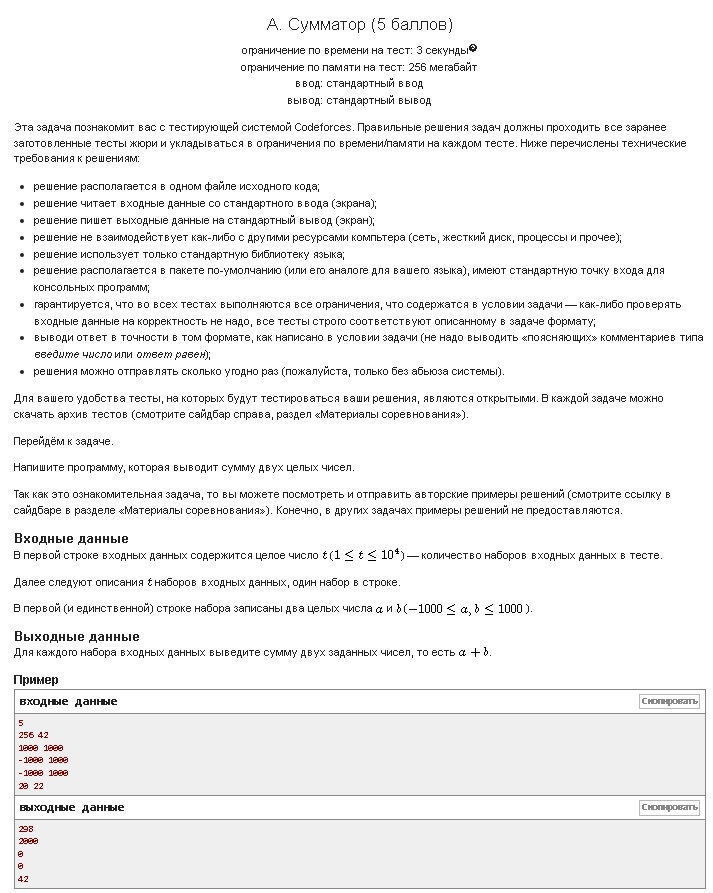 А. Сумматор (5 баллов)
ограничение по времени на тест: 3 секунды
ограничение по памяти на тест: 256 мегабайт
ввод: стандартный ввод
вывод: стандартный вывод
Эта задача познакомит вас с тестирующей системой Codeforces. Правильные решения задач должны проходить все заранее
заготовленные тесты жюри и укладываться в ограничения по времени/памяти на каждом тесте. Ниже перечислены технические
требования к решениям:
• решение располагается в одном файле исходного кода;
• решение читает входные данные со стандартного ввода (экрана);
• решение пишет выходные данные на стандартный вывод (экран);
• решение не взаимодействует как-либо с другими ресурсами компьтера (сеть, жесткий диск, процессы и прочее);
• решение использует только стандартную библиотеку языка;
• решение располагается в пакете по-умолчанию (или его аналоге для вашего языка), имеют стандартную точку входа для
консольных программ;
• гарантируется, что во всех тестах выполняются все ограничения, что содержатся в условии задачи — как-либо проверять
входные данные на корректность не надо, все тесты строго соответствуют описанному в задаче формату;
• выводи ответ в точности в том формате, как написано в условии задачи (не надо выводить «поясняющих» комментариев типа
введите число или ответ равен);
• решения можно отправлять сколько угодно раз (пожалуйста, только без абьюза системы).
Для вашего удобства тесты, на которых будут тестироваться ваши решения, являются открытыми. В каждой задаче можно
скачать архив тестов (смотрите сайдбар справа, раздел «Материалы соревнования»).
Перейдём к задаче.
Напишите программу, которая выводит сумму двух целых чисел.
Так как это ознакомительная задача, то вы можете посмотреть и отправить авторские примеры решений (смотрите ссылку в
сайдбаре в разделе «Материалы соревнования»). Конечно, в других задачах примеры решений не предоставляются.
Входные данные
В первой строке входных данных содержится целое число t (1 ≤ t ≤ 10⁴) — количество наборов входных данных в тесте.
Далее следуют описания t наборов входных данных, один набор в строке.
В первой (и единственной) строке набора записаны два целых числа a и b (−1000 ≤ a, b ≤ 1000 ).
Выходные данные
Для каждого набора входных данных выведите сумму двух заданных чисел, то есть a + b.
Пример
входные данные Скопировать
5
256 42
1000 1000
-1000 1000
-1000 1000
20 22
выходные данные Скопировать
298
2000
0
0
42